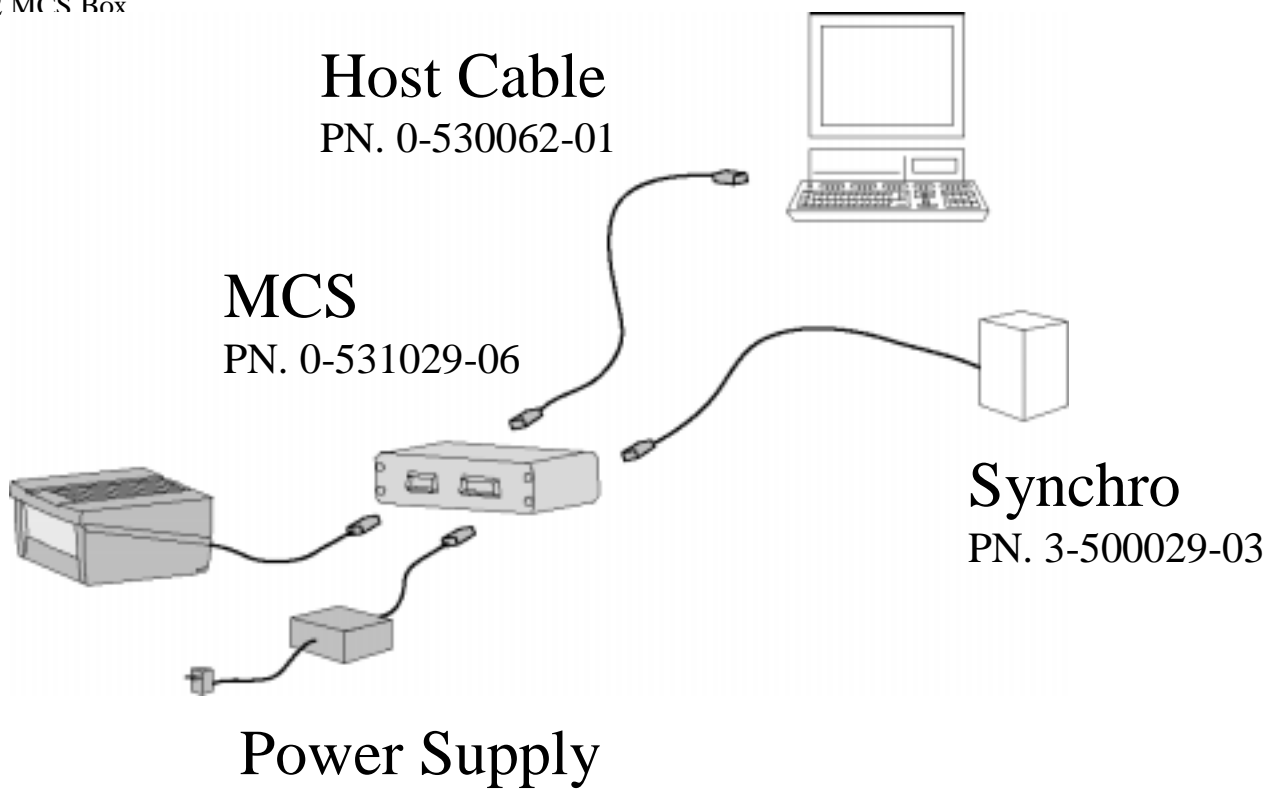 MCS Box
Host Cable
PN. 0-530062-01
MCS
PN. 0-531029-06
Synchro
PN. 3-500029-03
Power Supply